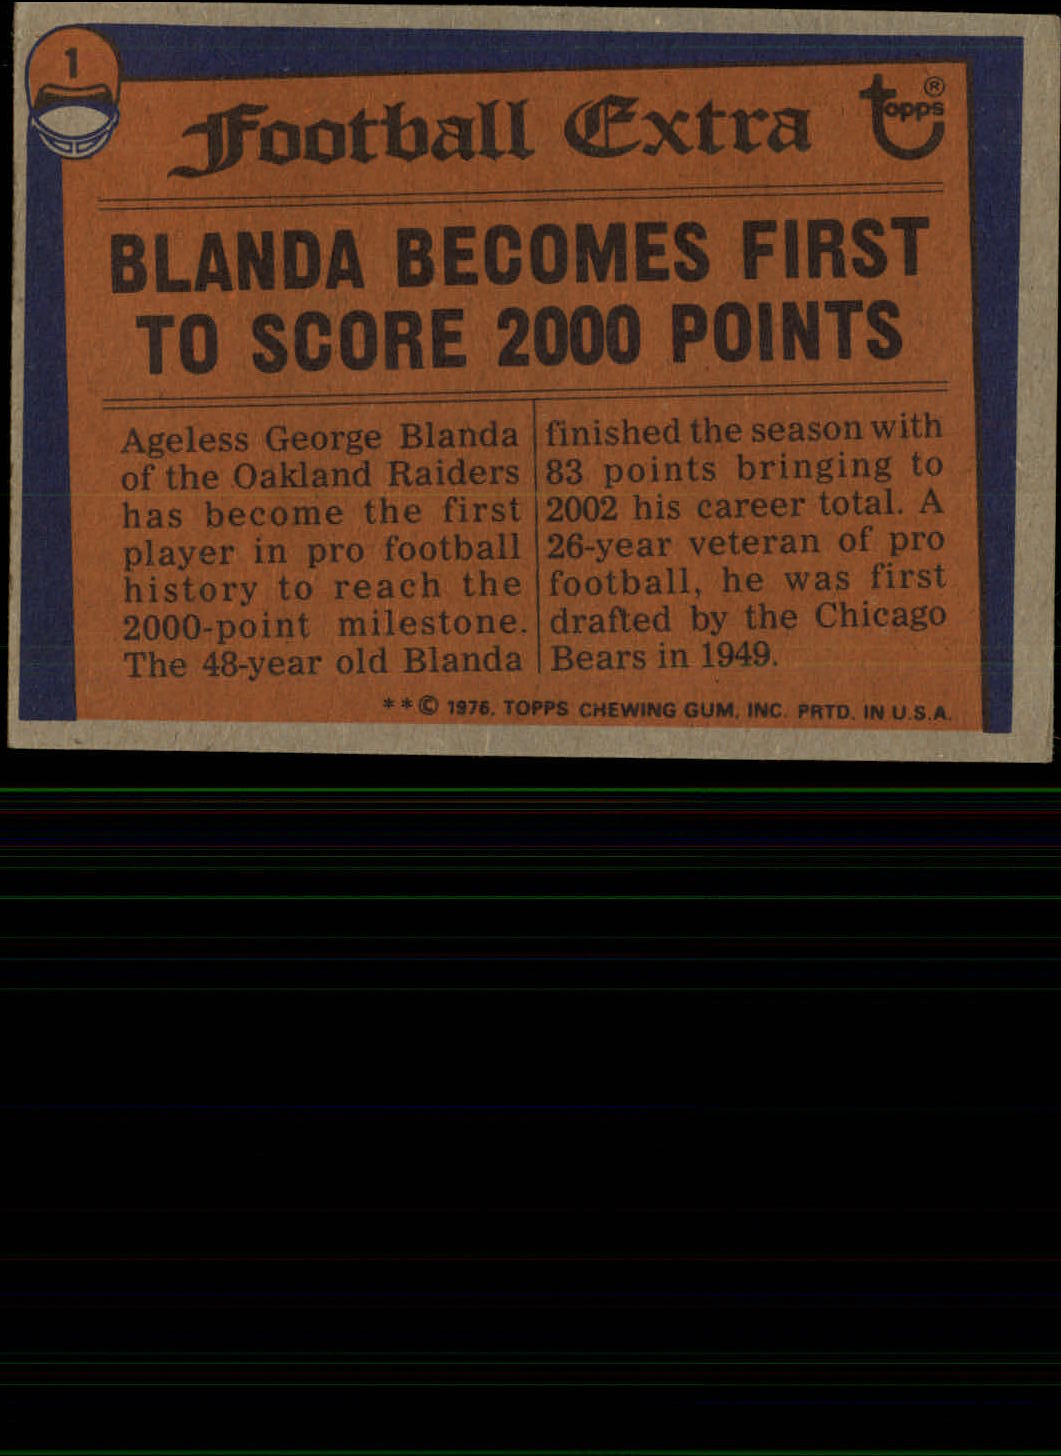 1
Football Extra
topps®
BLANDA BECOMES FIRST
TO SCORE 2000 POINTS
Ageless George Blanda
of the Oakland Raiders
has become the first
player in pro football
history to reach the
2000-point milestone.
The 48-year old Blanda
finished the season with
83 points bringing to
2002 his career total. A
26-year veteran of pro
football, he was first
drafted by the Chicago
Bears in 1949.
**© 1976, TOPPS CHEWING GUM, INC. PRTD. IN U.S.A.